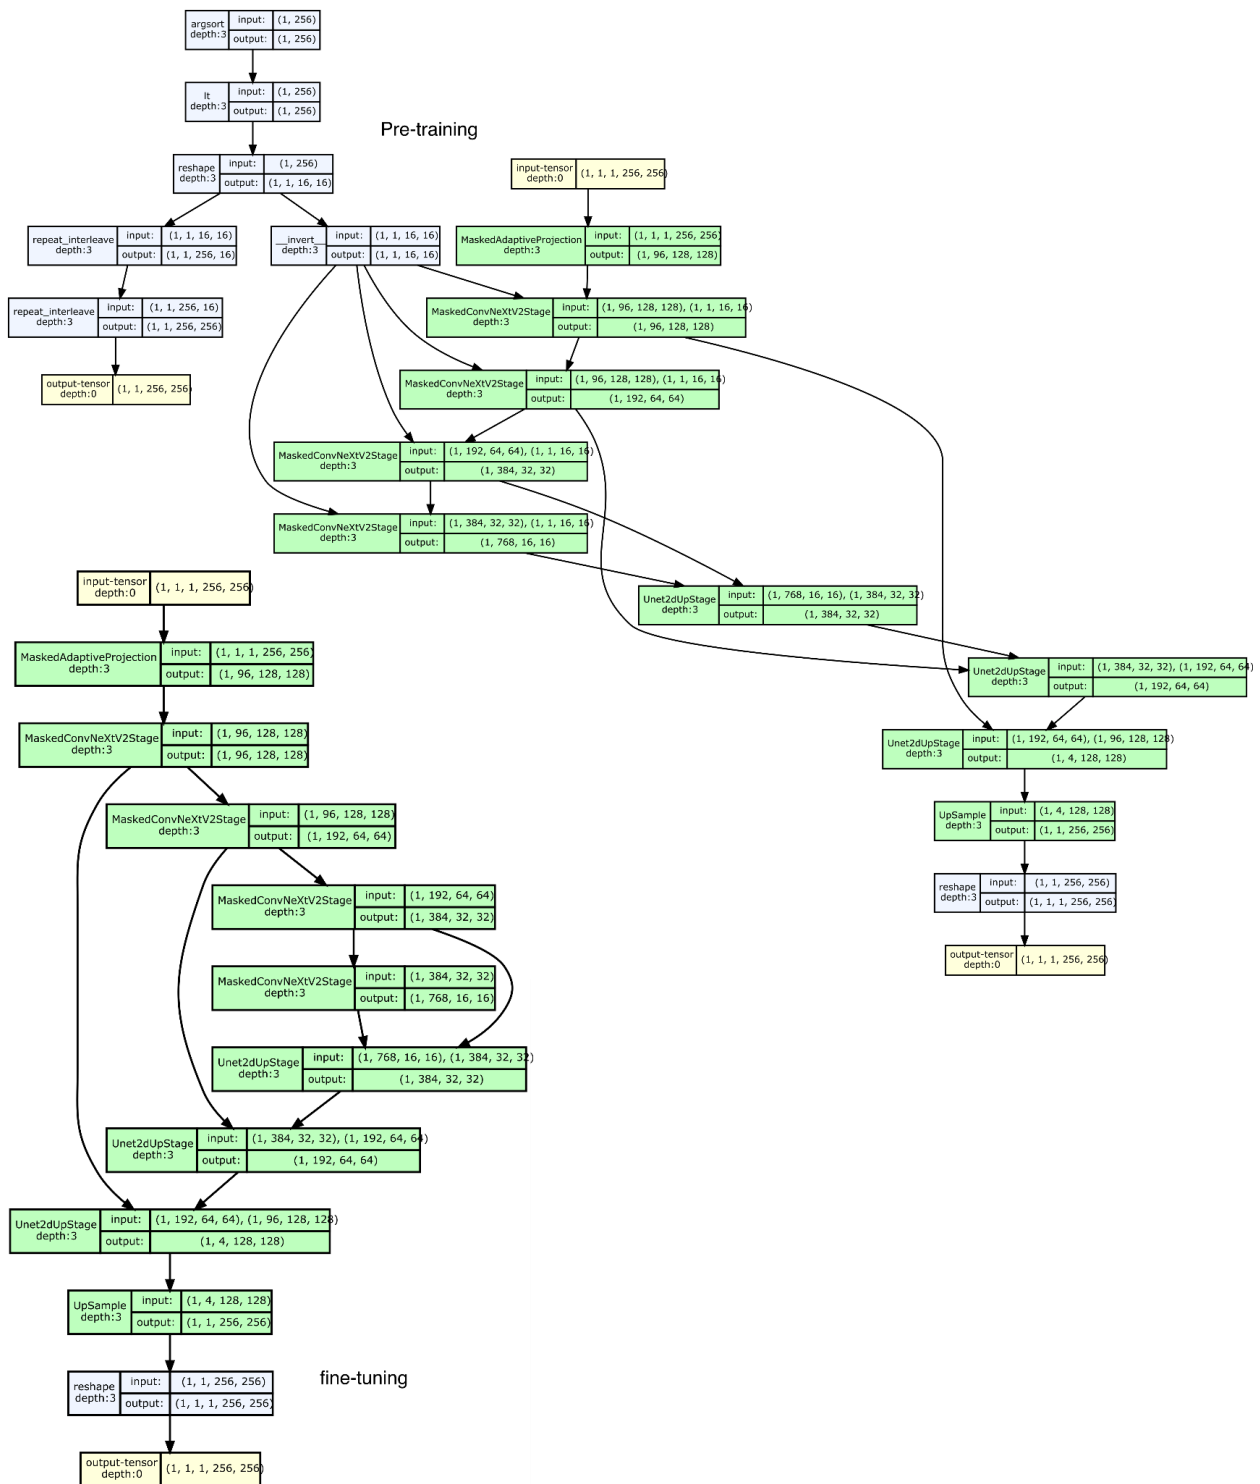 argsort
depth:3
input:
(1, 256)
output:
(1, 256)
lt
depth:3
input:
(1, 256)
output:
(1, 256)
Pre-training
reshape
depth:3
input:
(1, 256)
output:
(1, 1, 16, 16)
input-tensor
depth:0
(1, 1, 1, 256, 256)
repeat_interleave
depth:3
input:
(1, 1, 16, 16)
output:
(1, 1, 256, 16)
__invert__
depth:3
input:
(1, 1, 16, 16)
output:
(1, 1, 16, 16)
MaskedAdaptiveProjection
depth:3
input:
(1, 1, 1, 256, 256)
output:
(1, 96, 128, 128)
repeat_interleave
depth:3
input:
(1, 1, 256, 16)
output:
(1, 1, 256, 256)
MaskedConvNeXtV2Stage
depth:3
input:
(1, 96, 128, 128), (1, 1, 16, 16)
output:
(1, 96, 128, 128)
output-tensor
depth:0
(1, 1, 256, 256)
MaskedConvNeXtV2Stage
depth:3
input:
(1, 96, 128, 128), (1, 1, 16, 16)
output:
(1, 192, 64, 64)
MaskedConvNeXtV2Stage
depth:3
input:
(1, 192, 64, 64), (1, 1, 16, 16)
output:
(1, 384, 32, 32)
MaskedConvNeXtV2Stage
depth:3
input:
(1, 384, 32, 32), (1, 1, 16, 16)
output:
(1, 768, 16, 16)
Unet2dUpStage
depth:3
input:
(1, 768, 16, 16), (1, 384, 32, 32)
output:
(1, 384, 32, 32)
Unet2dUpStage
depth:3
input:
(1, 384, 32, 32), (1, 192, 64, 64)
output:
(1, 192, 64, 64)
Unet2dUpStage
depth:3
input:
(1, 192, 64, 64), (1, 96, 128, 128)
output:
(1, 4, 128, 128)
UpSample
depth:3
input:
(1, 4, 128, 128)
output:
(1, 1, 256, 256)
reshape
depth:3
input:
(1, 1, 256, 256)
output:
(1, 1, 1, 256, 256)
output-tensor
depth:0
(1, 1, 1, 256, 256)
input-tensor
depth:0
(1, 1, 1, 256, 256)
MaskedAdaptiveProjection
depth:3
input:
(1, 1, 1, 256, 256)
output:
(1, 96, 128, 128)
MaskedConvNeXtV2Stage
depth:3
input:
(1, 96, 128, 128)
output:
(1, 96, 128, 128)
MaskedConvNeXtV2Stage
depth:3
input:
(1, 96, 128, 128)
output:
(1, 192, 64, 64)
MaskedConvNeXtV2Stage
depth:3
input:
(1, 192, 64, 64)
output:
(1, 384, 32, 32)
MaskedConvNeXtV2Stage
depth:3
input:
(1, 384, 32, 32)
output:
(1, 768, 16, 16)
Unet2dUpStage
depth:3
input:
(1, 768, 16, 16), (1, 384, 32, 32)
output:
(1, 384, 32, 32)
Unet2dUpStage
depth:3
input:
(1, 384, 32, 32), (1, 192, 64, 64)
output:
(1, 192, 64, 64)
Unet2dUpStage
depth:3
input:
(1, 192, 64, 64), (1, 96, 128, 128)
output:
(1, 4, 128, 128)
UpSample
depth:3
input:
(1, 4, 128, 128)
output:
(1, 1, 256, 256)
reshape
depth:3
input:
(1, 1, 256, 256)
output:
(1, 1, 1, 256, 256)
fine-tuning
output-tensor
depth:0
(1, 1, 1, 256, 256)